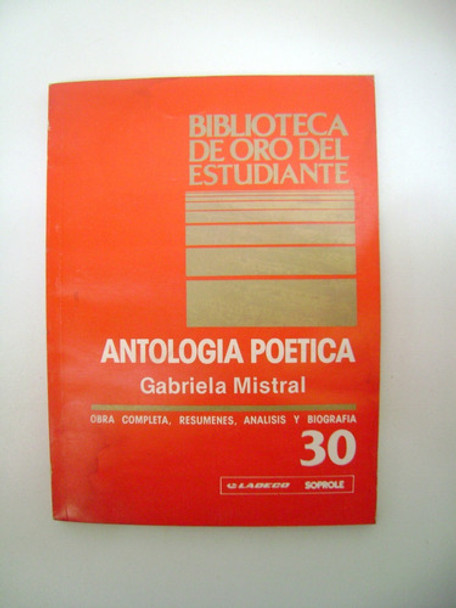 BIBLIOTECA
DE ORO DEL
ESTUDIANTE
ANTOLOGIA POETICA
Gabriela Mistral
OBRA COMPLETA, RESUMENES, ANALISIS Y BIOGRAFIA
30
LADECO SOPROLE